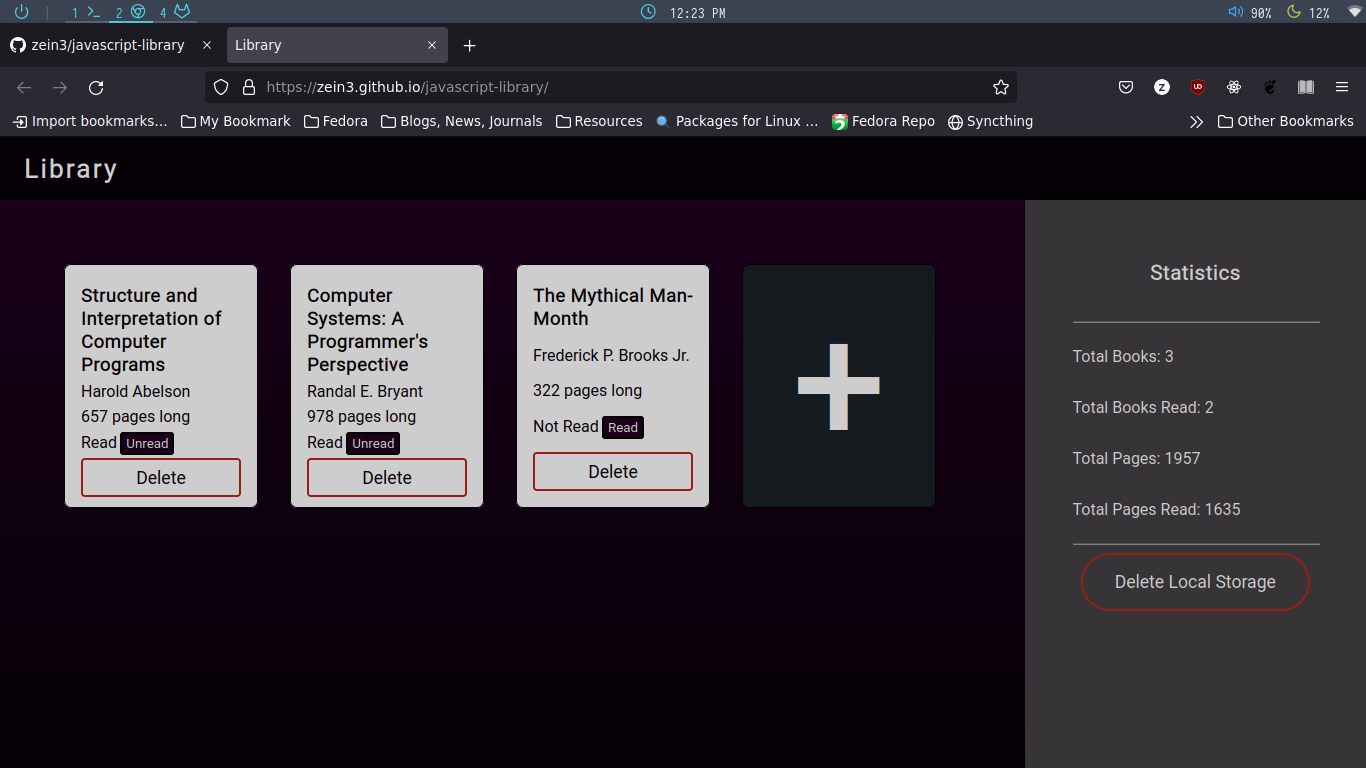 1 2 4 12:23 PM 90% 12%
zein3/javascript-library Library
https://zein3.github.io/javascript-library/
Import bookmarks... My Bookmark Fedora Blogs, News, Journals Resources Packages for Linux ... Fedora Repo Syncthing Other Bookmarks
Library
Structure and
Interpretation of
Computer
Programs
Harold Abelson
657 pages long
Read Unread
Delete
Computer
Systems: A
Programmer's
Perspective
Randal E. Bryant
978 pages long
Read Unread
Delete
The Mythical Man-
Month
Frederick P. Brooks Jr.
322 pages long
Not Read Read
Delete
Statistics
Total Books: 3
Total Books Read: 2
Total Pages: 1957
Total Pages Read: 1635
Delete Local Storage